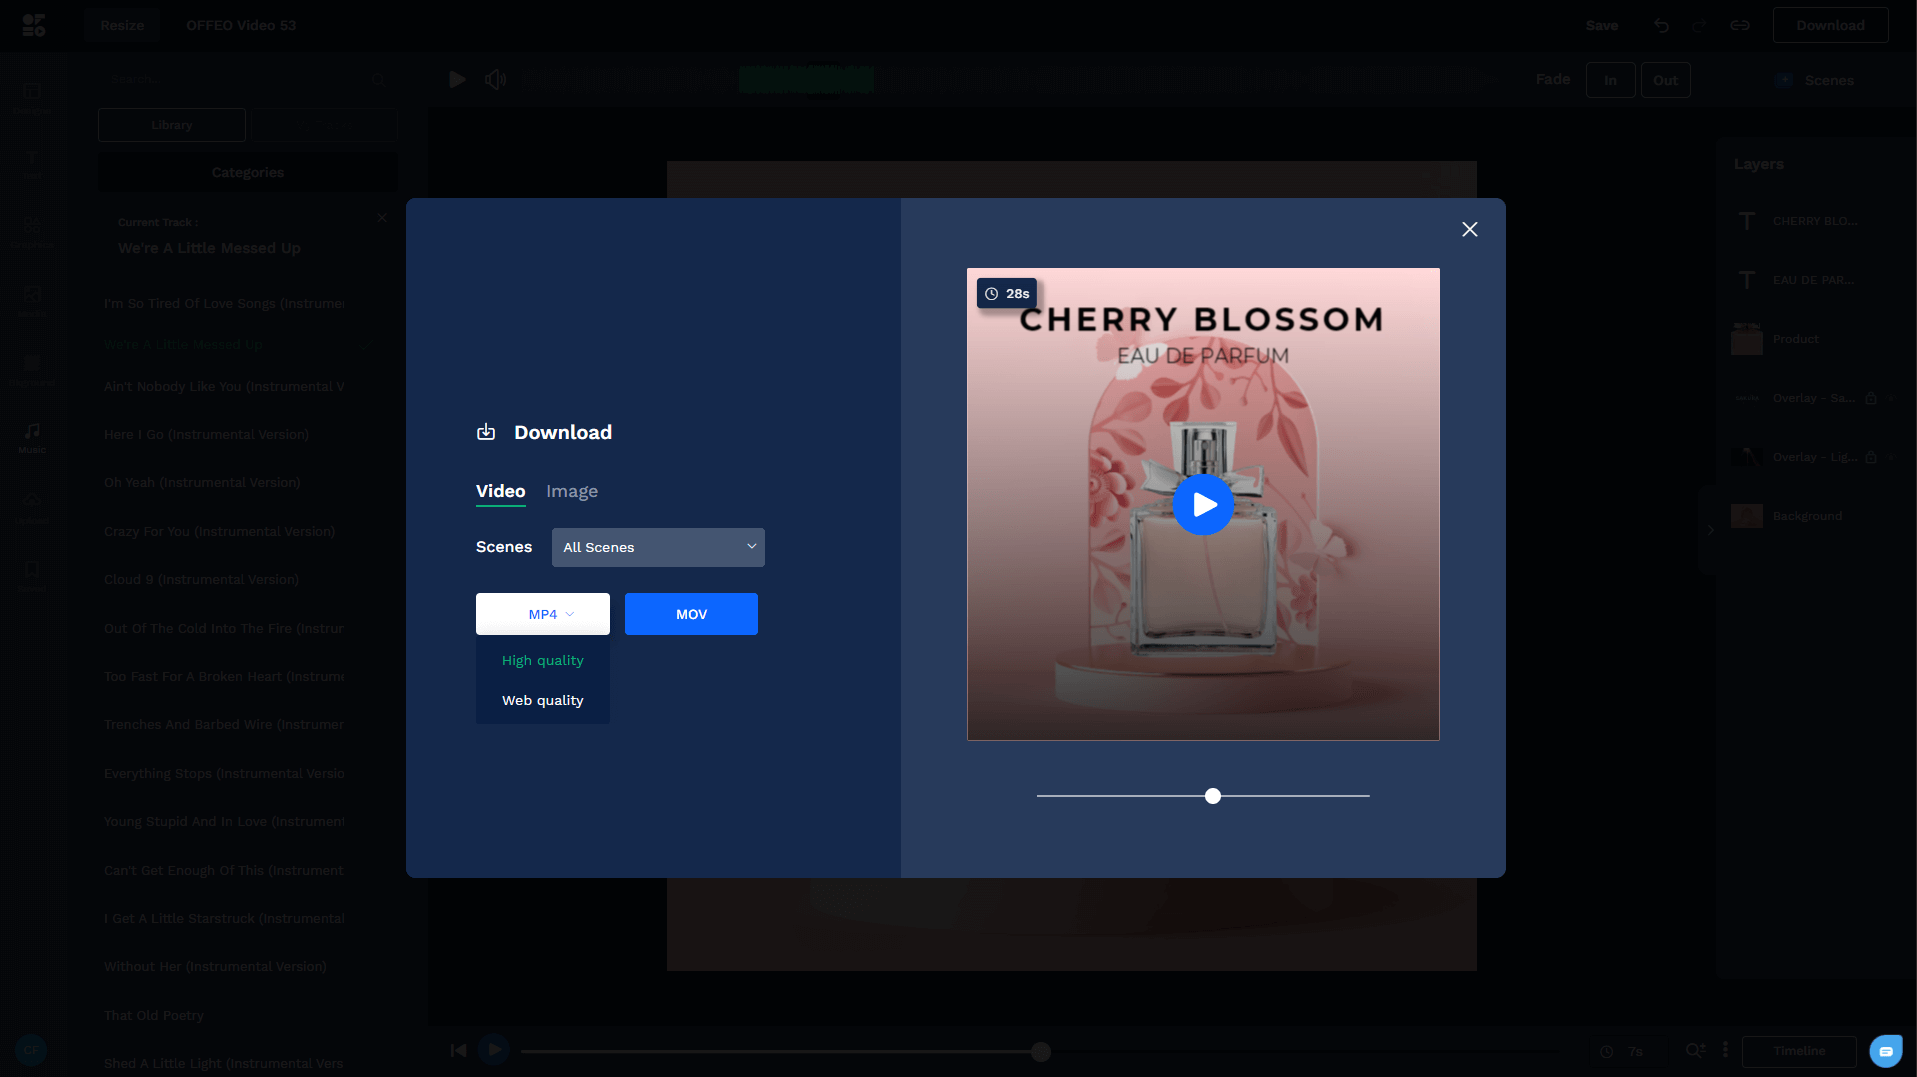 Resize
OFFEO Video 53
Save
Download
Search...
Fade
In
Out
Scenes
Library
Categories
Current Track :
We're A Little Messed Up
I'm So Tired Of Love Songs (Instrumen
We're A Little Messed Up
Ain't Nobody Like You (Instrumental V
Here I Go (Instrumental Version)
Oh Yeah (Instrumental Version)
Crazy For You (Instrumental Version)
Cloud 9 (Instrumental Version)
Out Of The Cold Into The Fire (Instrur
Too Fast For A Broken Heart (Instrume
Trenches And Barbed Wire (Instrumer
Everything Stops (Instrumental Versio
Young Stupid And In Love (Instrument
Can't Get Enough Of This (Instrument
I Get A Little Starstruck (Instrumental
Without Her (Instrumental Version)
That Old Poetry
Shed A Little Light (Instrumental Vers
Music
CF
Download
Video
Image
Scenes
All Scenes
MP4
MOV
High quality
Web quality
28s
CHERRY BLOSSOM
EAU DE PARFUM
Layers
CHERRY BLO...
EAU DE PAR...
Product
Overlay - Sa...
Overlay - Lig...
Background
7s
Timeline